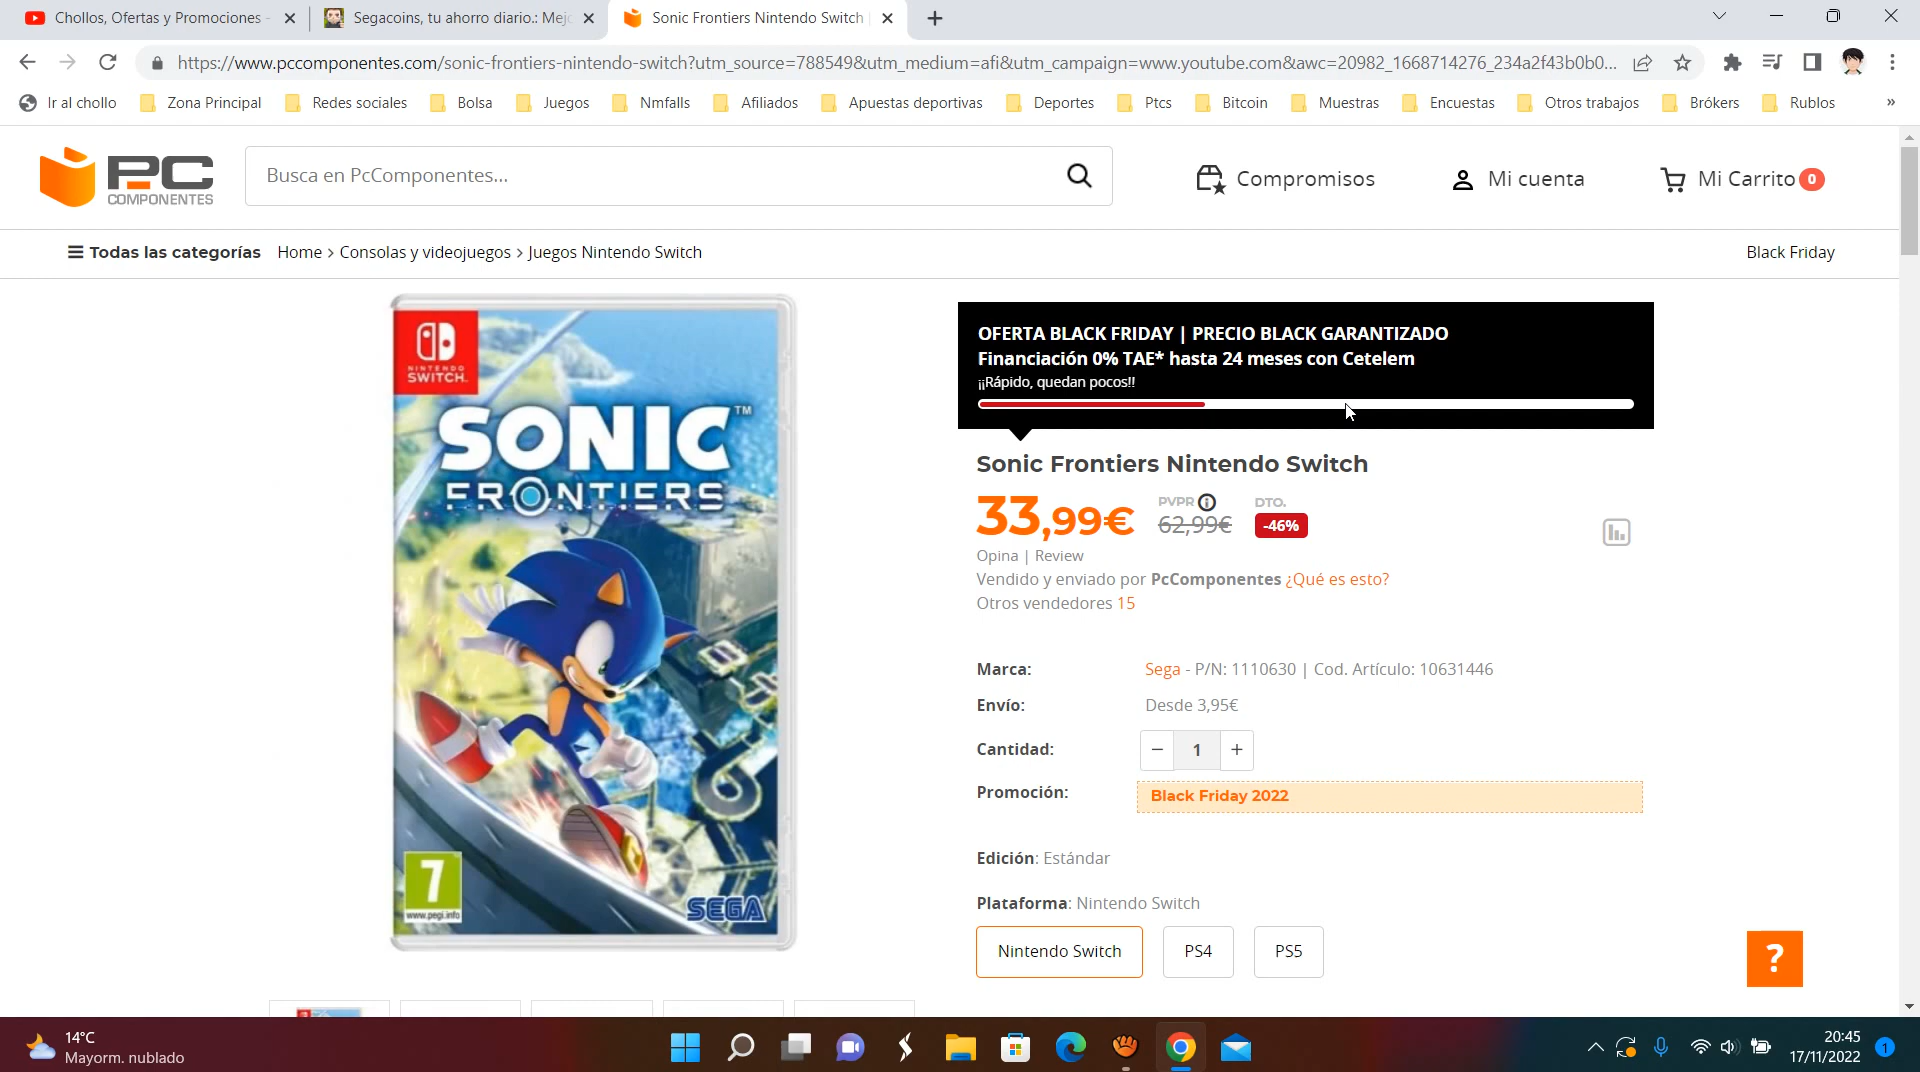 Chollos, Ofertas y Promociones -
Segacoins, tu ahorro diario.: Mejo
Sonic Frontiers Nintendo Switch |
https://www.pccomponentes.com/sonic-frontiers-nintendo-switch?utm_source=788549&utm_medium=afi&utm_campaign=www.youtube.com&awc=20982_1668714276_234a2f43b0b0...
Ir al chollo
Zona Principal
Redes sociales
Bolsa
Juegos
Nmfalls
Afiliados
Apuestas deportivas
Deportes
Ptcs
Bitcoin
Muestras
Encuestas
Otros trabajos
Brókers
Rublos
»
PC COMPONENTES
Busca en PcComponentes...
Compromisos
Mi cuenta
Mi Carrito 0
Todas las categorías
Home > Consolas y videojuegos > Juegos Nintendo Switch
Black Friday
NINTENDO
SWITCH™
SONIC™
FRONTIERS
7
www.pegi.info
SEGA
OFERTA BLACK FRIDAY | PRECIO BLACK GARANTIZADO
Financiación 0% TAE* hasta 24 meses con Cetelem
¡¡Rápido, quedan pocos!!
Sonic Frontiers Nintendo Switch
33,99€
PVPR
62,99€
DTO.
-46%
Opina | Review
Vendido y enviado por PcComponentes ¿Qué es esto?
Otros vendedores 15
Marca: Sega - P/N: 1110630 | Cod. Artículo: 10631446
Envío: Desde 3,95€
Cantidad: − 1 +
Promoción: Black Friday 2022
Edición: Estándar
Plataforma: Nintendo Switch
Nintendo Switch
PS4
PS5
?
14°C
Mayorm. nublado
20:45
17/11/2022
1